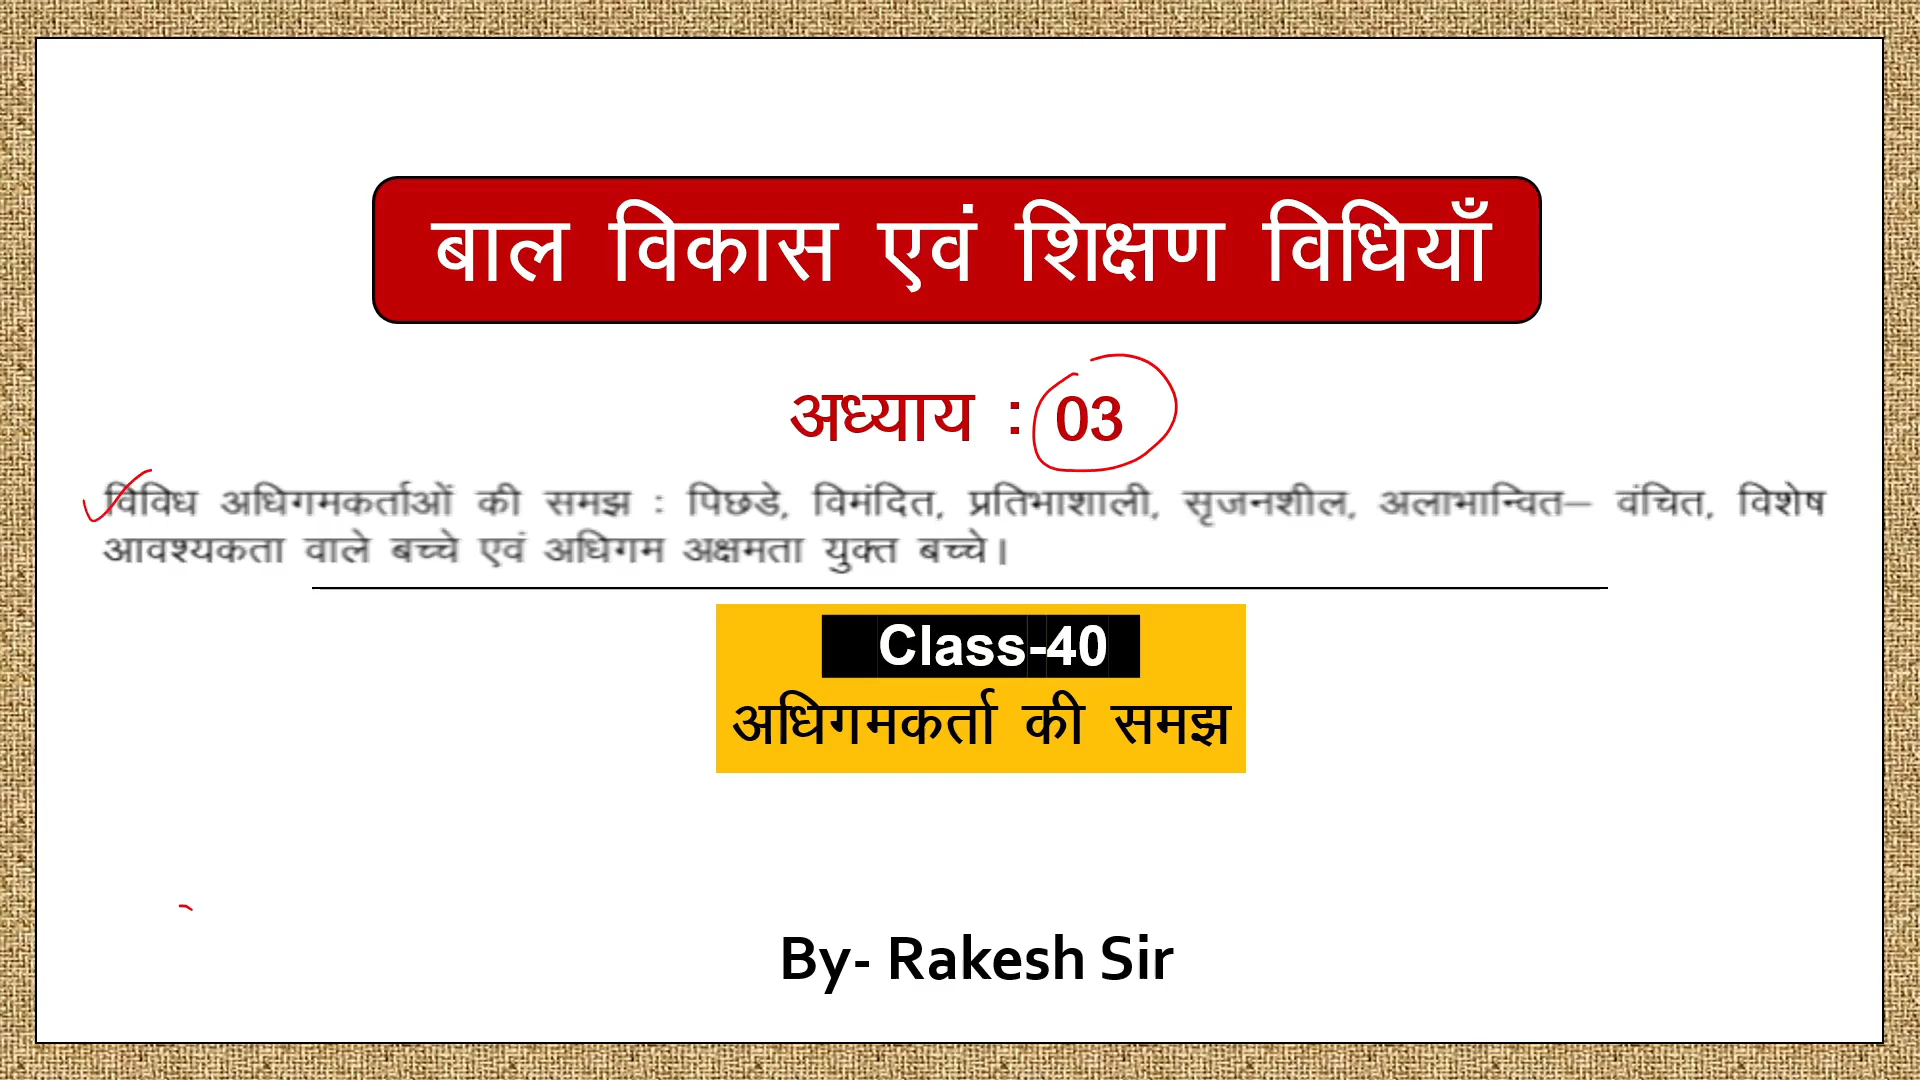 बाल विकास एवं शिक्षण विधियाँ
अध्याय : 03
विविध अधिगमकर्ताओं की समझ : पिछडे, विमंदित, प्रतिभाशाली, सृजनशील, अलाभान्वित– वंचित, विशेष
आवश्यकता वाले बच्चे एवं अधिगम अक्षमता युक्त बच्चे।
Class-40
अधिगमकर्ता की समझ
By- Rakesh Sir